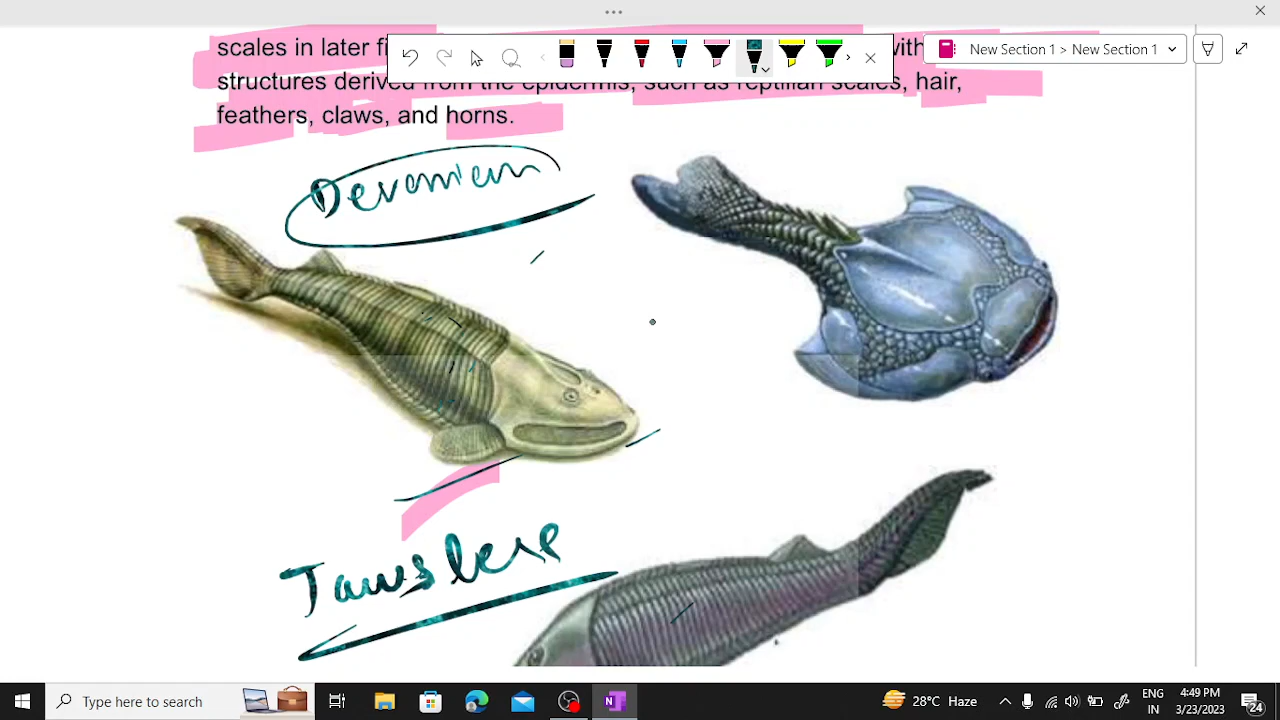 scales in later fi
with
New Section 1 > New Section 1
structures derived from the epidermis, such as reptilian scales, hair,
feathers, claws, and horns.
Devonian
Jawsless
Type here to search
28°C Haze
ENG
IN
4:49 PM
3/23/2023
24